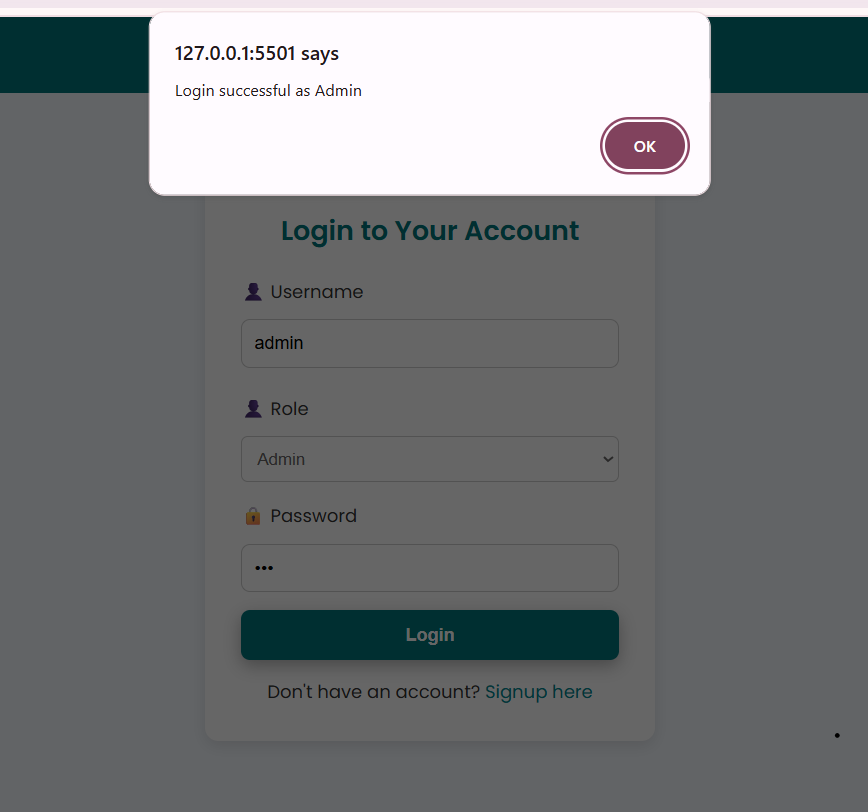 127.0.0.1:5501 says
Login successful as Admin
OK
Login to Your Account
Username
admin
Role
Admin
Password
•••
Login
Don't have an account? Signup here